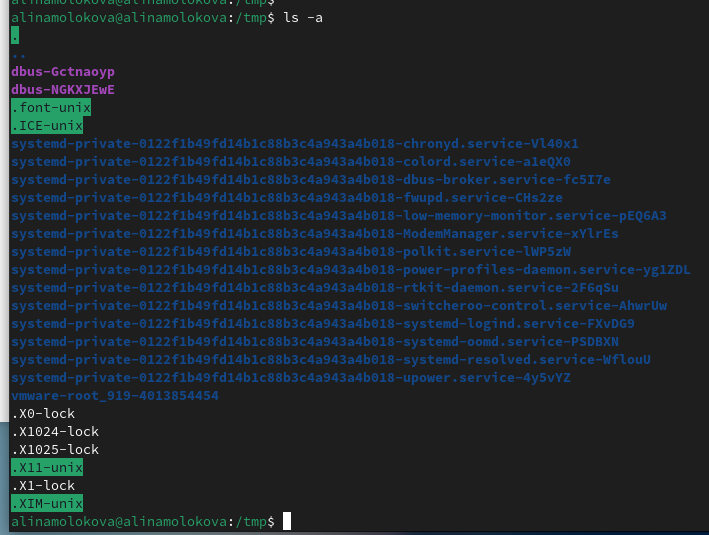 alinamolokova@alinamolokova:/tmp$
alinamolokova@alinamolokova:/tmp$ ls -a
.
..
dbus-Gctnaoyp
dbus-NGKXJEwE
.font-unix
.ICE-unix
systemd-private-0122f1b49fd14b1c88b3c4a943a4b018-chronyd.service-Vl40x1
systemd-private-0122f1b49fd14b1c88b3c4a943a4b018-colord.service-a1eQX0
systemd-private-0122f1b49fd14b1c88b3c4a943a4b018-dbus-broker.service-fc5I7e
systemd-private-0122f1b49fd14b1c88b3c4a943a4b018-fwupd.service-CHs2ze
systemd-private-0122f1b49fd14b1c88b3c4a943a4b018-low-memory-monitor.service-pEQ6A3
systemd-private-0122f1b49fd14b1c88b3c4a943a4b018-ModemManager.service-xYlrEs
systemd-private-0122f1b49fd14b1c88b3c4a943a4b018-polkit.service-lWP5zW
systemd-private-0122f1b49fd14b1c88b3c4a943a4b018-power-profiles-daemon.service-yg1ZDL
systemd-private-0122f1b49fd14b1c88b3c4a943a4b018-rtkit-daemon.service-2F6qSu
systemd-private-0122f1b49fd14b1c88b3c4a943a4b018-switcheroo-control.service-AhwrUw
systemd-private-0122f1b49fd14b1c88b3c4a943a4b018-systemd-logind.service-FXvDG9
systemd-private-0122f1b49fd14b1c88b3c4a943a4b018-systemd-oomd.service-PSDBXN
systemd-private-0122f1b49fd14b1c88b3c4a943a4b018-systemd-resolved.service-WflouU
systemd-private-0122f1b49fd14b1c88b3c4a943a4b018-upower.service-4y5vYZ
vmware-root_919-4013854454
.X0-lock
.X1024-lock
.X1025-lock
.X11-unix
.X1-lock
.XIM-unix
alinamolokova@alinamolokova:/tmp$